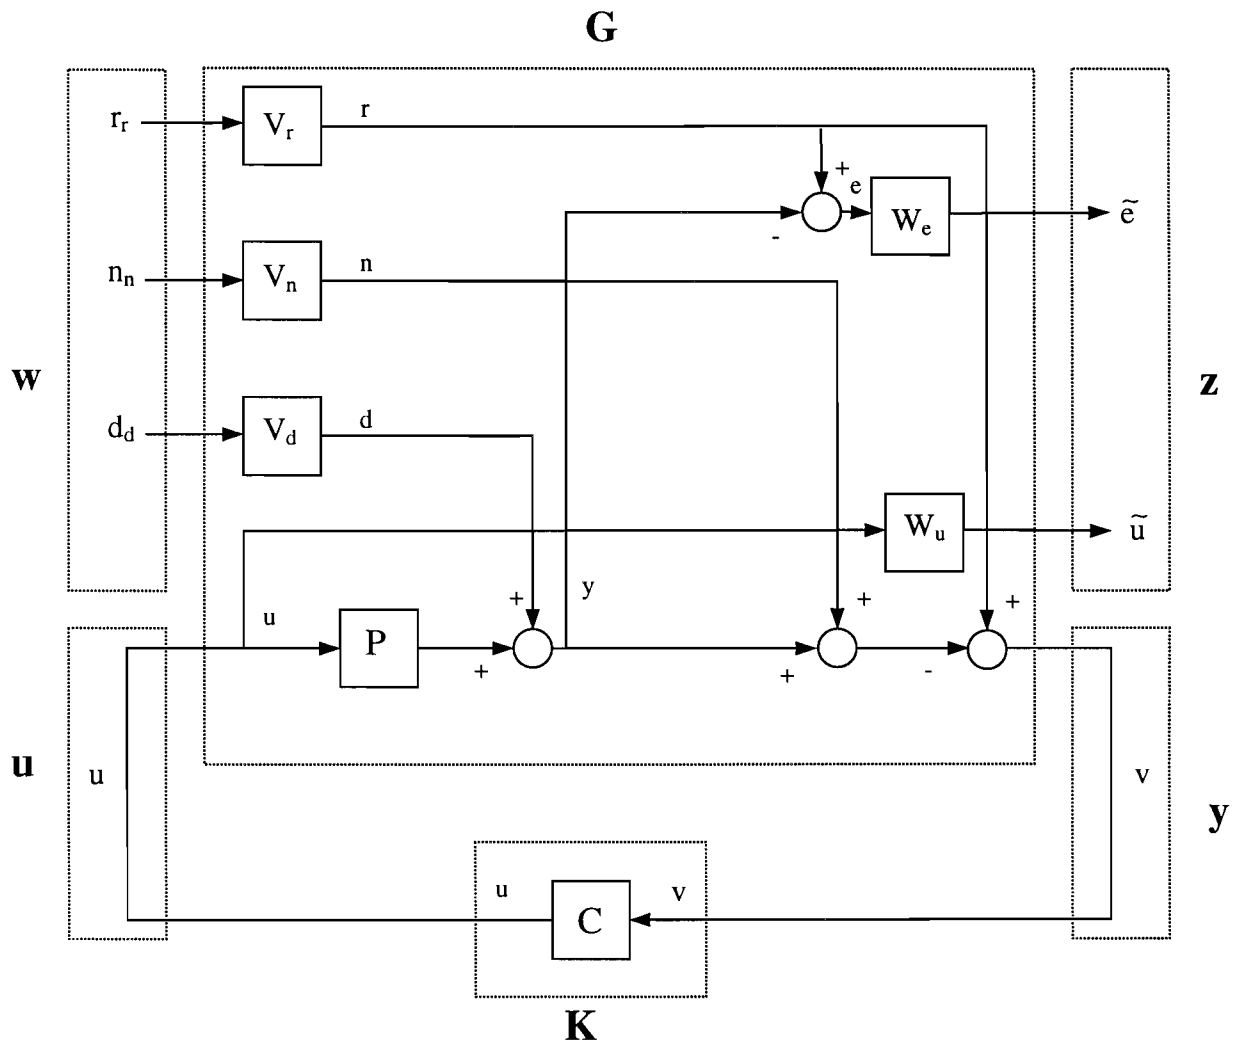 G
r_r V_r r
+ e
- W_e ẽ
n_n V_n n
w z
d_d V_d d
W_u ũ
+ y + +
u P + + -
u u v y
u C v
K